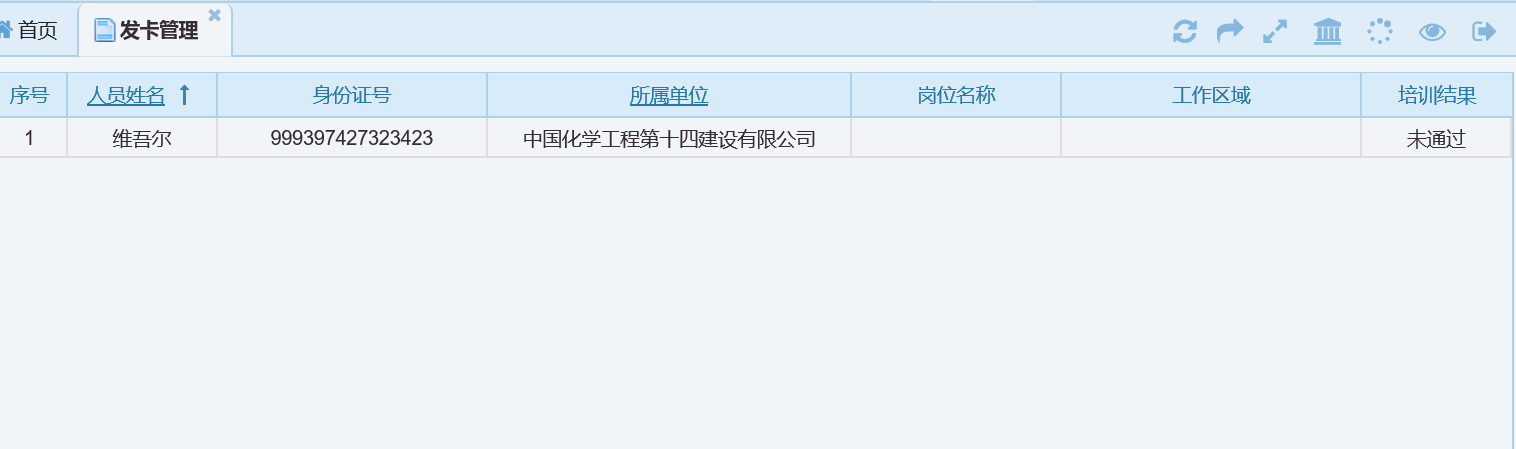 首页 发卡管理
序号 人员姓名 身份证号 所属单位 岗位名称 工作区域 培训结果
1 维吾尔 999397427323423 中国化学工程第十四建设有限公司 未通过